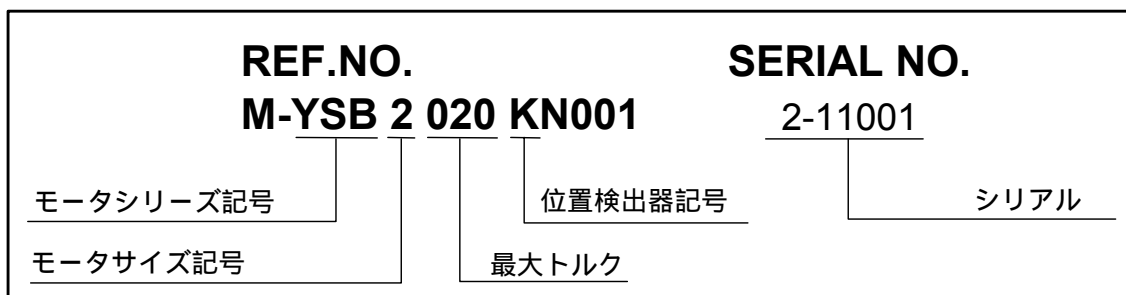 REF.NO. SERIAL NO.
M-YSB 2 020 KN001 2-11001
モータシリーズ記号 位置検出器記号 シリアル
モータサイズ記号 最大トルク